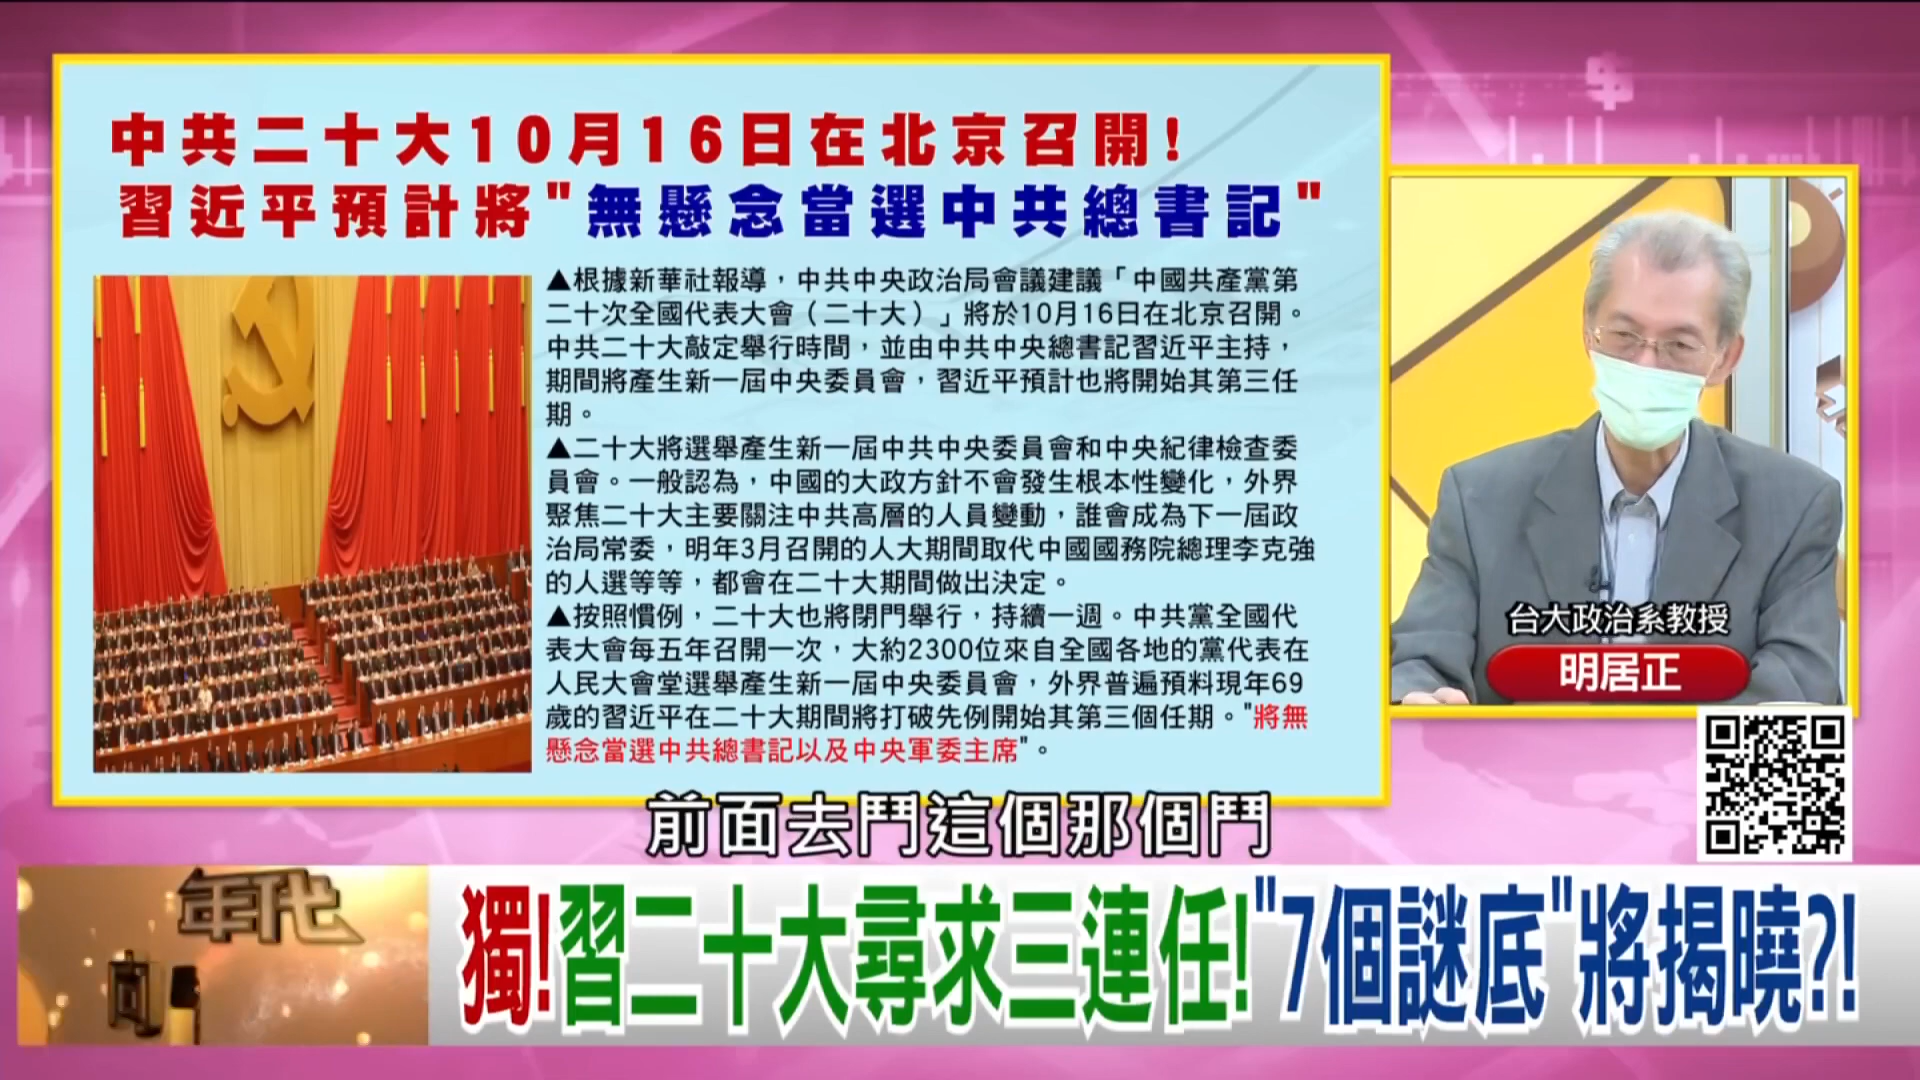 中共二十大10月16日在北京召開!
習近平預計將"無懸念當選中共總書記"
▲根據新華社報導，中共中央政治局會議建議「中國共產黨第
二十次全國代表大會（二十大）」將於10月16日在北京召開。
中共二十大敲定舉行時間，並由中共中央總書記習近平主持，
期間將產生新一屆中央委員會，習近平預計也將開始其第三任
期。
▲二十大將選舉產生新一屆中共中央委員會和中央紀律檢查委
員會。一般認為，中國的大政方針不會發生根本性變化，外界
聚焦二十大主要關注中共高層的人員變動，誰會成為下一屆政
治局常委，明年3月召開的人大期間取代中國國務院總理李克強
的人選等等，都會在二十大期間做出決定。
▲按照慣例，二十大也將閉門舉行，持續一週。中共黨全國代
表大會每五年召開一次，大約2300位來自全國各地的黨代表在
人民大會堂選舉產生新一屆中央委員會，外界普遍預料現年69
歲的習近平在二十大期間將打破先例開始其第三個任期。"將無
懸念當選中共總書記以及中央軍委主席"。
台大政治系教授
明居正
前面去鬥這個那個鬥
年代
向
獨!習二十大尋求三連任!"7個謎底"將揭曉?!